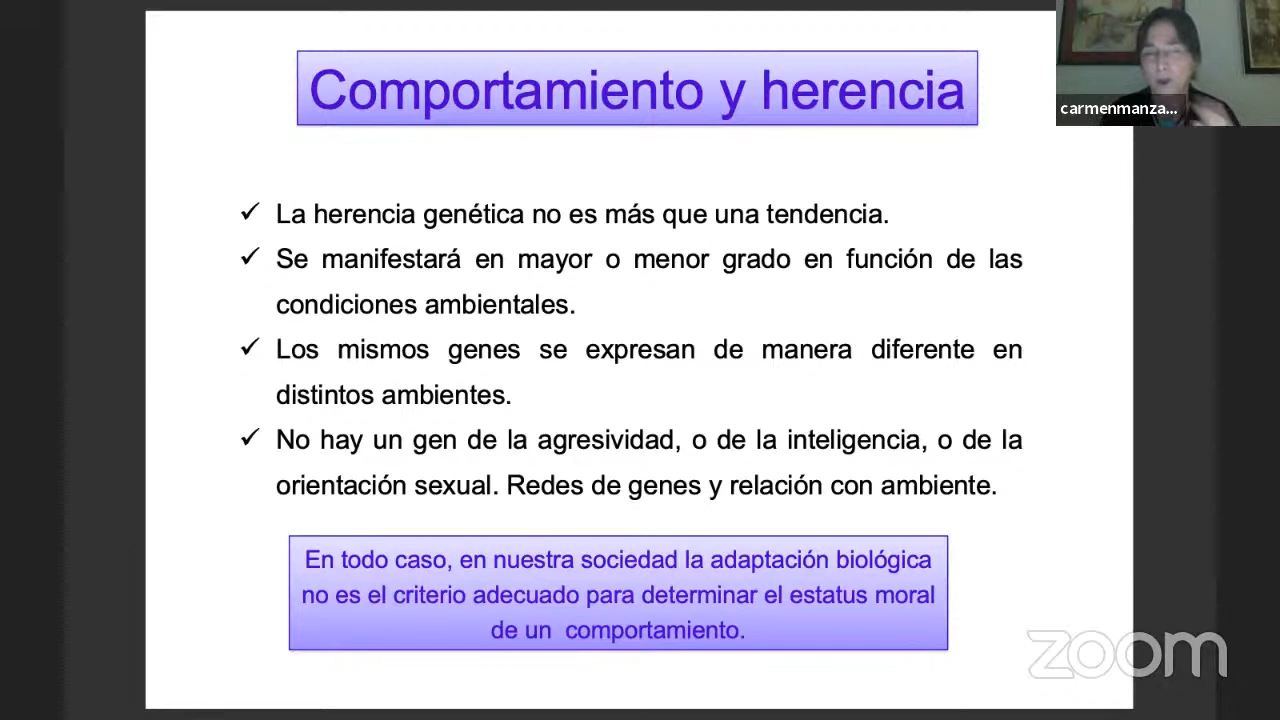 Comportamiento y herencia
carmenmanza...
✓ La herencia genética no es más que una tendencia.
✓ Se manifestará en mayor o menor grado en función de las
condiciones ambientales.
✓ Los mismos genes se expresan de manera diferente en
distintos ambientes.
✓ No hay un gen de la agresividad, o de la inteligencia, o de la
orientación sexual. Redes de genes y relación con ambiente.
En todo caso, en nuestra sociedad la adaptación biológica
no es el criterio adecuado para determinar el estatus moral
de un comportamiento.
zoom